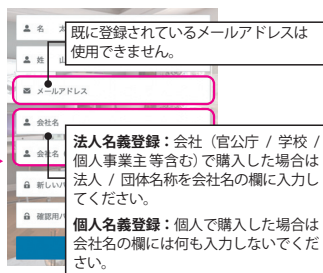 名 太
既に登録されているメールアドレスは
使用できません。
姓 山
メールアドレス
会社名
法人名義登録：会社（官公庁 / 学校 /
個人事業主等含む）で購入した場合は
法人 / 団体名称を会社名の欄に入力し
てください。
会社名（
新しいパ
個人名義登録：個人で購入した場合は
会社名の欄には何も入力しないでくだ
さい。
確認用パ